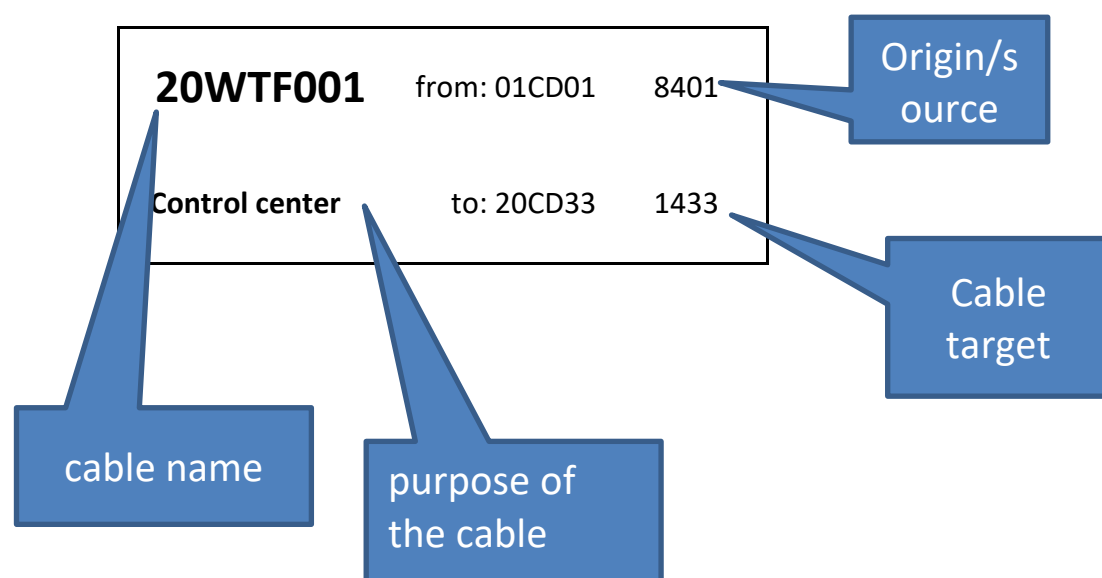 20WTF001 from: 01CD01 8401
Origin/s
ource
Control center to: 20CD33 1433
Cable
target
cable name
purpose of
the cable